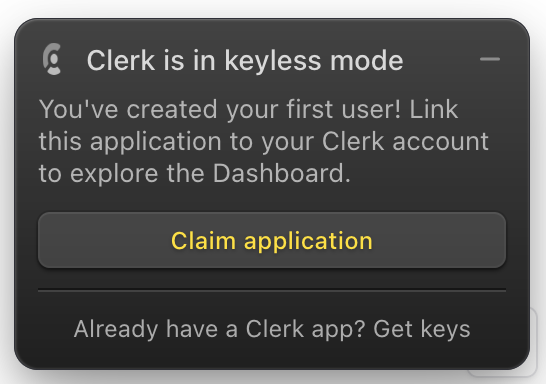 Clerk is in keyless mode
You've created your first user! Link
this application to your Clerk account
to explore the Dashboard.
Claim application
Already have a Clerk app? Get keys